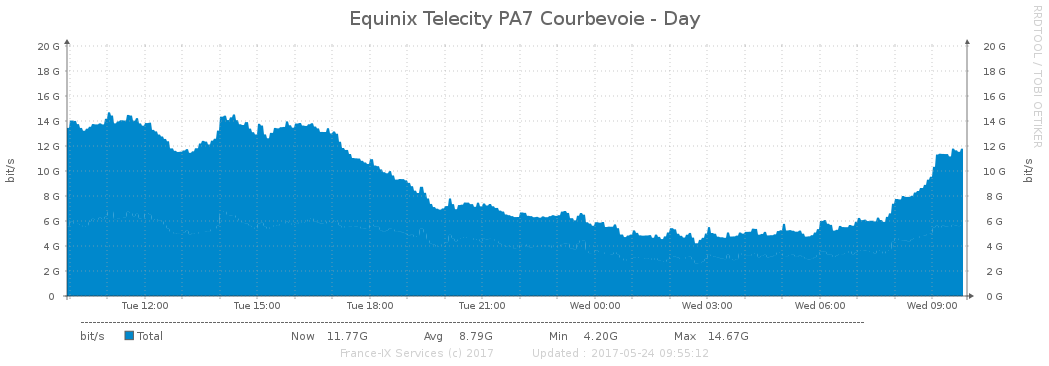 Equinix Telecity PA7 Courbevoie - Day
RRDTOOL / TOBI OETIKER
bit/s
bit/s
20 G 20 G
18 G 18 G
16 G 16 G
14 G 14 G
12 G 12 G
10 G 10 G
8 G 8 G
6 G 6 G
4 G 4 G
2 G 2 G
0 0 G
Tue 12:00 Tue 15:00 Tue 18:00 Tue 21:00 Wed 00:00 Wed 03:00 Wed 06:00 Wed 09:00
bit/s Total Now 11.77G Avg 8.79G Min 4.20G Max 14.67G
France-IX Services (c) 2017 Updated : 2017-05-24 09:55:12